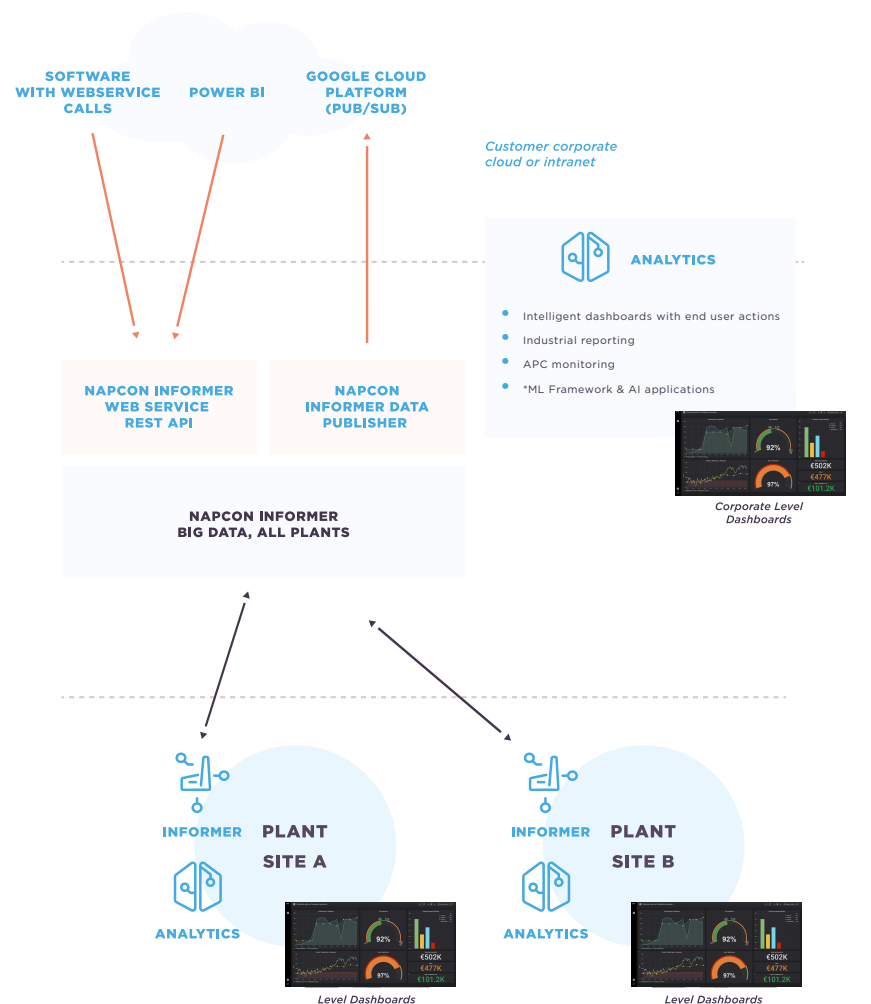 SOFTWARE
WITH WEBSERVICE
CALLS
POWER BI
GOOGLE CLOUD
PLATFORM
(PUB/SUB)
Customer corporate
cloud or intranet
ANALYTICS
Intelligent dashboards with end user actions
Industrial reporting
APC monitoring
*ML Framework & AI applications
NAPCON INFORMER
WEB SERVICE
REST API
NAPCON
INFORMER DATA
PUBLISHER
92%
97%
€502K
€477K
€101.2K
Corporate Level
Dashboards
NAPCON INFORMER
BIG DATA, ALL PLANTS
INFORMER
PLANT
SITE A
ANALYTICS
92%
97%
€502K
€477K
€101.2K
Level Dashboards
INFORMER
PLANT
SITE B
ANALYTICS
92%
97%
€502K
€477K
€101.2K
Level Dashboards